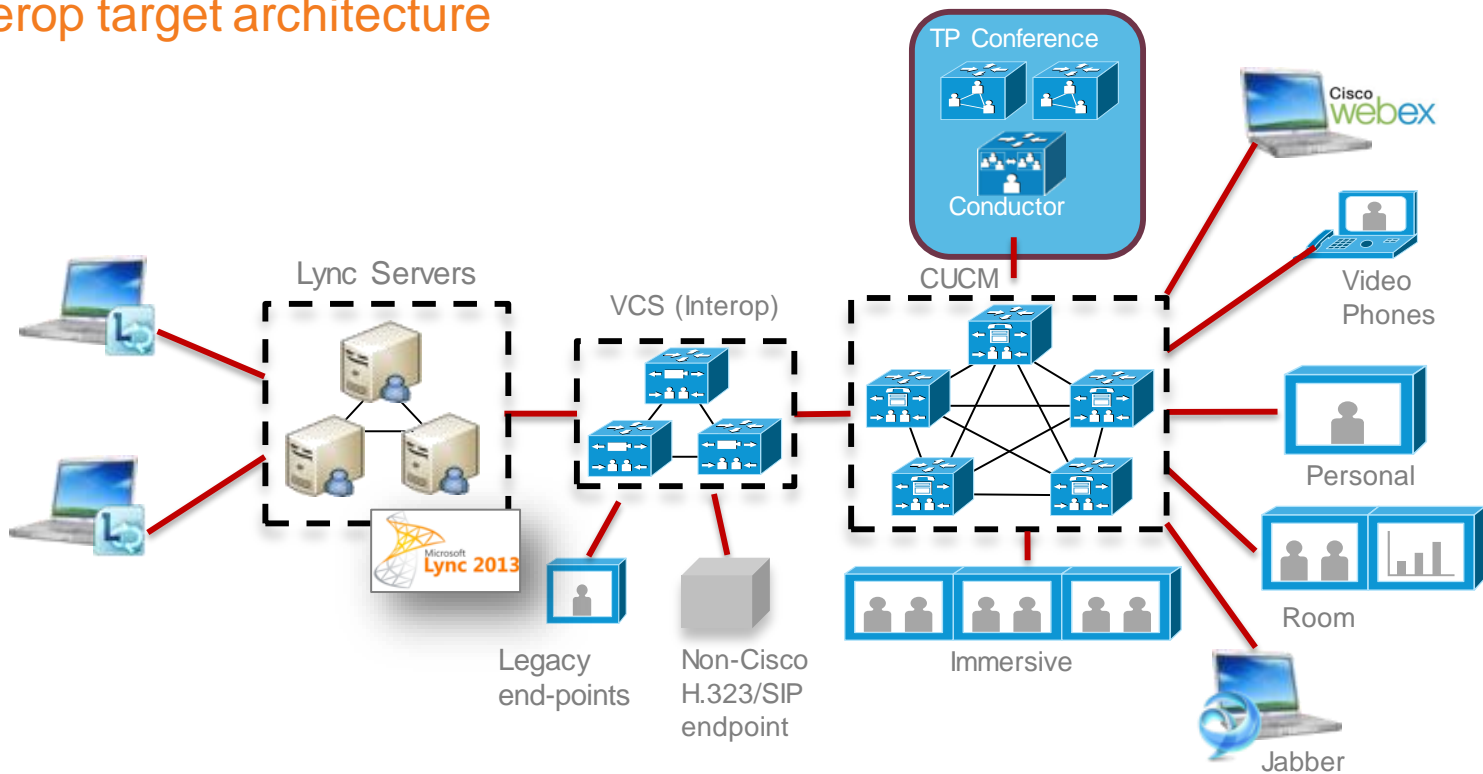 erop target architecture
TP Conference
Conductor
Cisco
webex
Lync Servers
VCS (Interop)
CUCM
Video
Phones
Personal
Microsoft
Lync 2013
Room
Legacy
end-points
Non-Cisco
H.323/SIP
endpoint
Immersive
Jabber